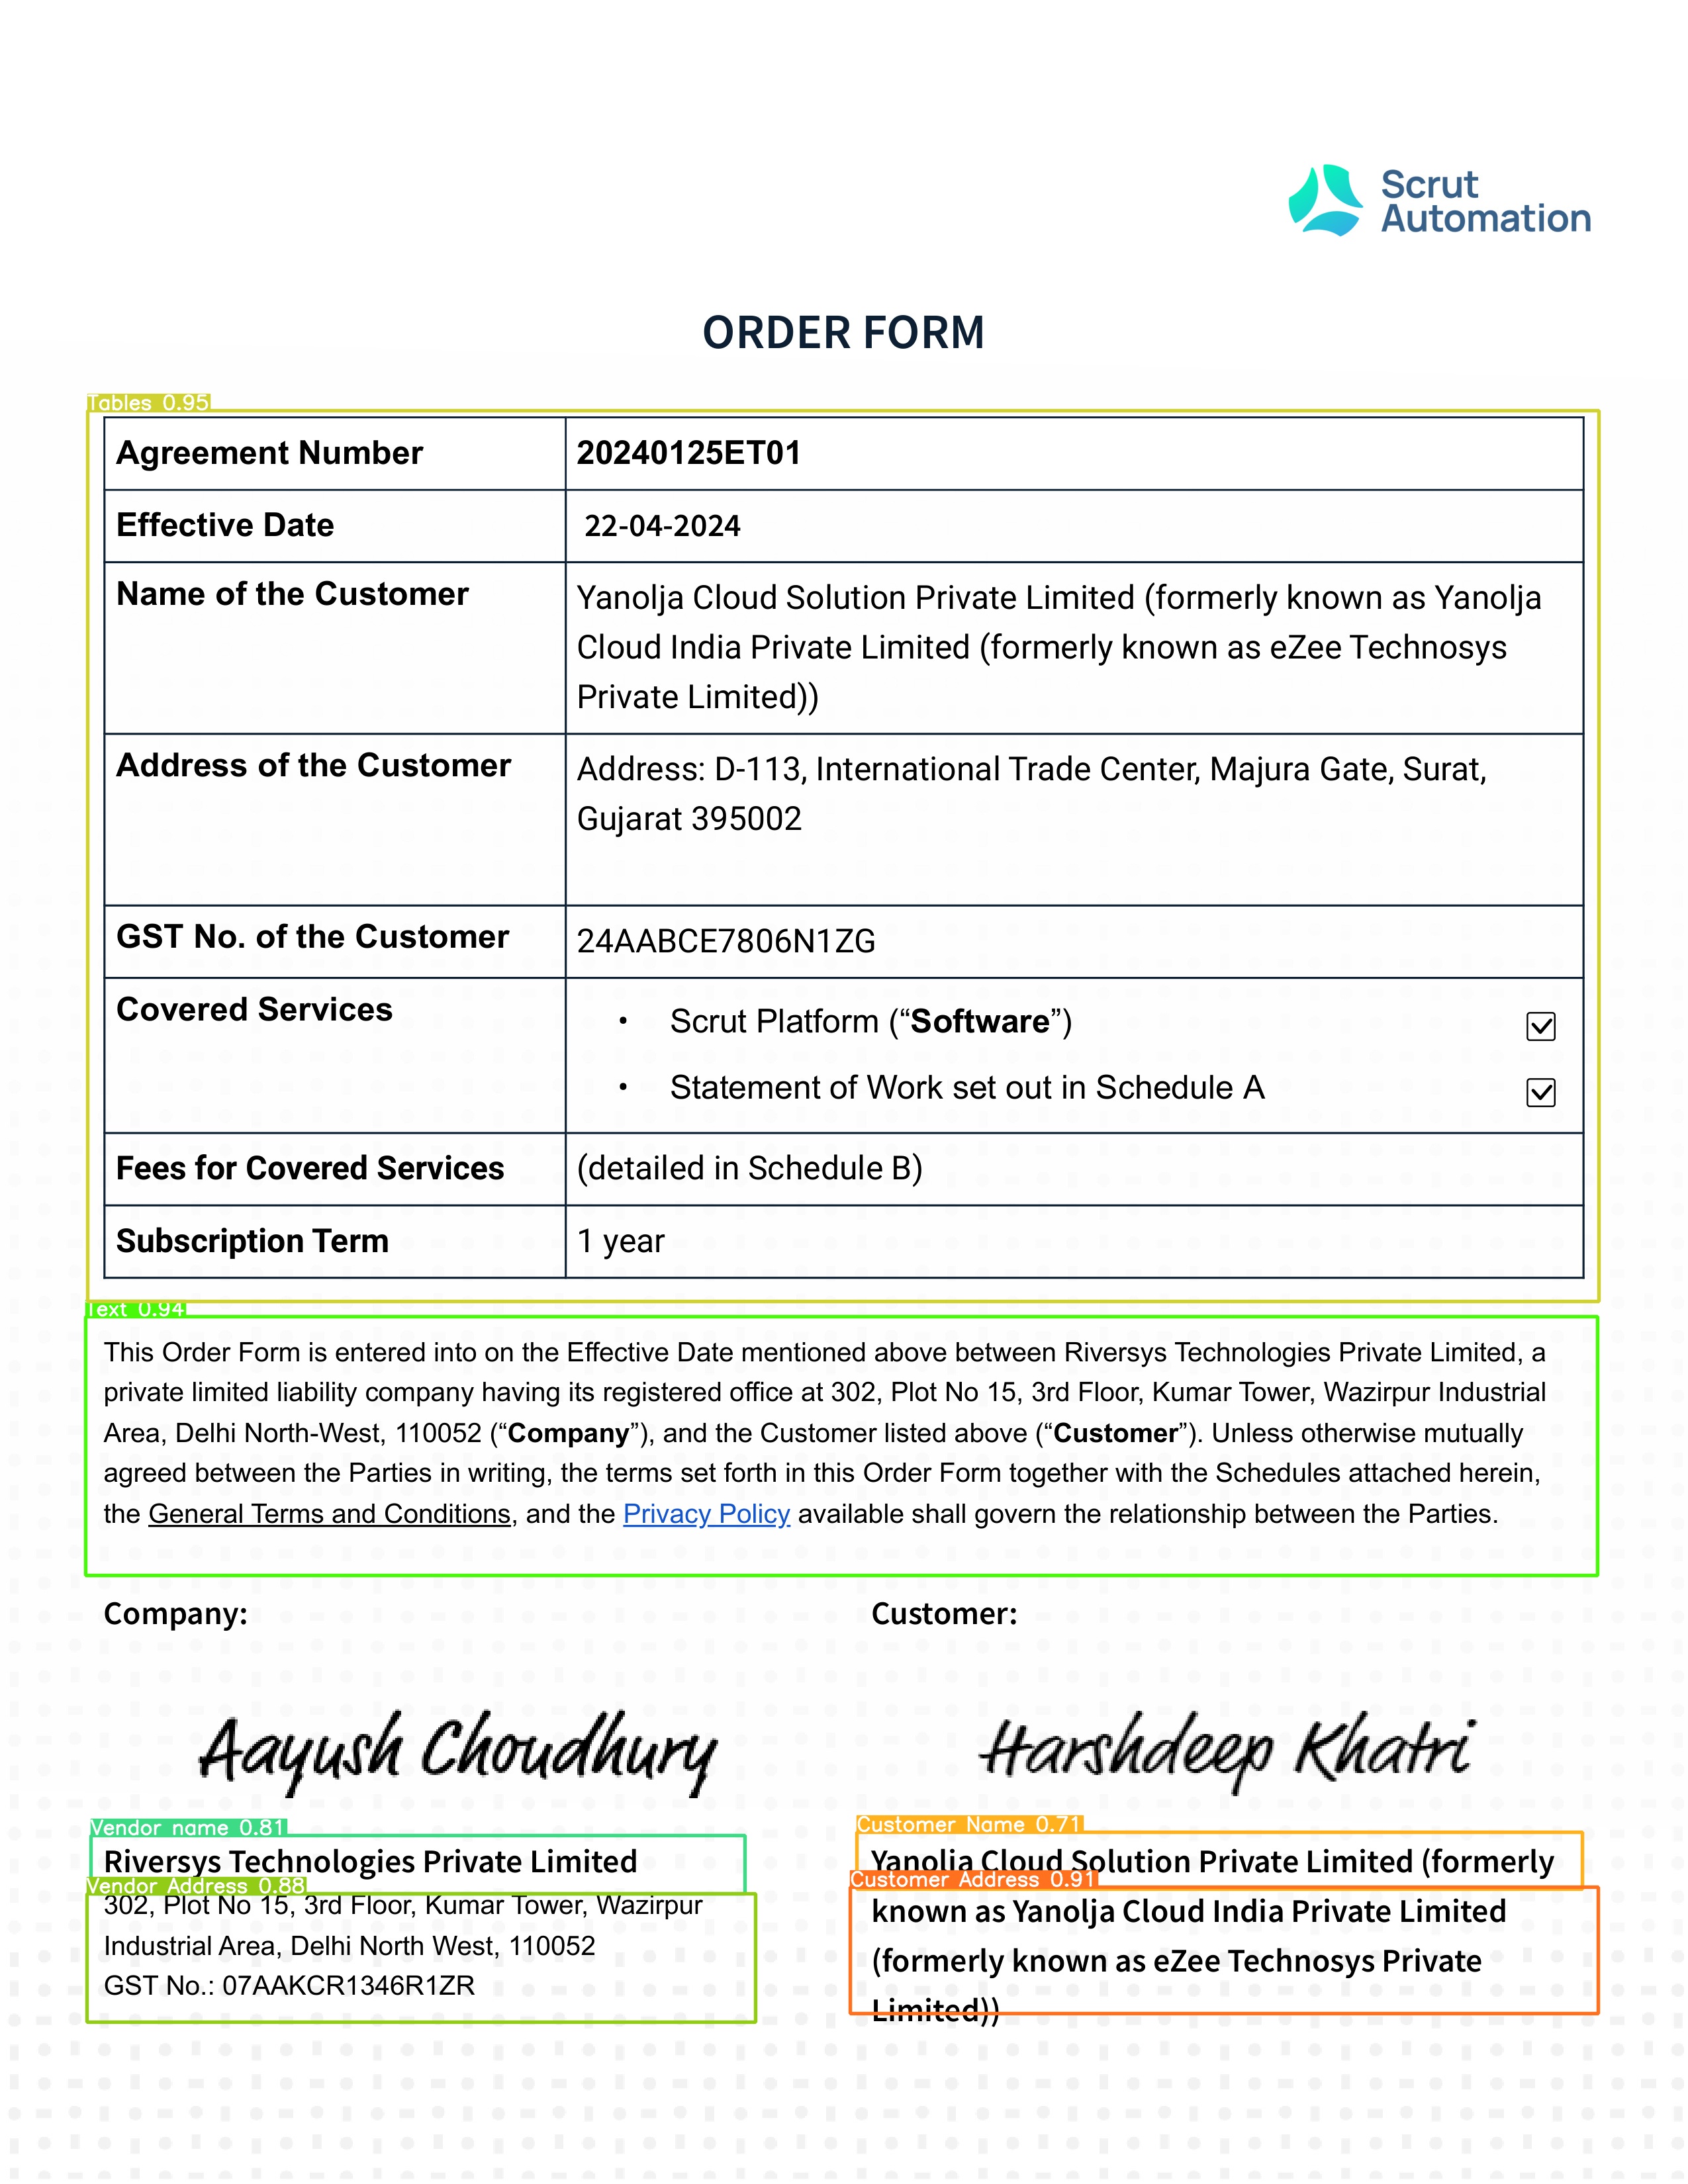 Scrut
Automation
ORDER FORM
Tables 0.95
Agreement Number 20240125ET01
Effective Date 22-04-2024
Name of the Customer Yanolja Cloud Solution Private Limited (formerly known as Yanolja
Cloud India Private Limited (formerly known as eZee Technosys
Private Limited))
Address of the Customer Address: D-113, International Trade Center, Majura Gate, Surat,
Gujarat 395002
GST No. of the Customer 24AABCE7806N1ZG
Covered Services • Scrut Platform (“Software”) ☑
• Statement of Work set out in Schedule A ☑
Fees for Covered Services (detailed in Schedule B)
Subscription Term 1 year
Text 0.94
This Order Form is entered into on the Effective Date mentioned above between Riversys Technologies Private Limited, a
private limited liability company having its registered office at 302, Plot No 15, 3rd Floor, Kumar Tower, Wazirpur Industrial
Area, Delhi North-West, 110052 (“Company”), and the Customer listed above (“Customer”). Unless otherwise mutually
agreed between the Parties in writing, the terms set forth in this Order Form together with the Schedules attached herein,
the General Terms and Conditions, and the Privacy Policy available shall govern the relationship between the Parties.
Company:
Aayush Choudhury
Vendor name 0.81
Riversys Technologies Private Limited
Vendor Address 0.88
302, Plot No 15, 3rd Floor, Kumar Tower, Wazirpur
Industrial Area, Delhi North West, 110052
GST No.: 07AAKCR1346R1ZR
Customer:
Harshdeep Khatri
Customer Name 0.71
Yanolja Cloud Solution Private Limited (formerly
Customer Address 0.91
known as Yanolja Cloud India Private Limited
(formerly known as eZee Technosys Private
Limited))